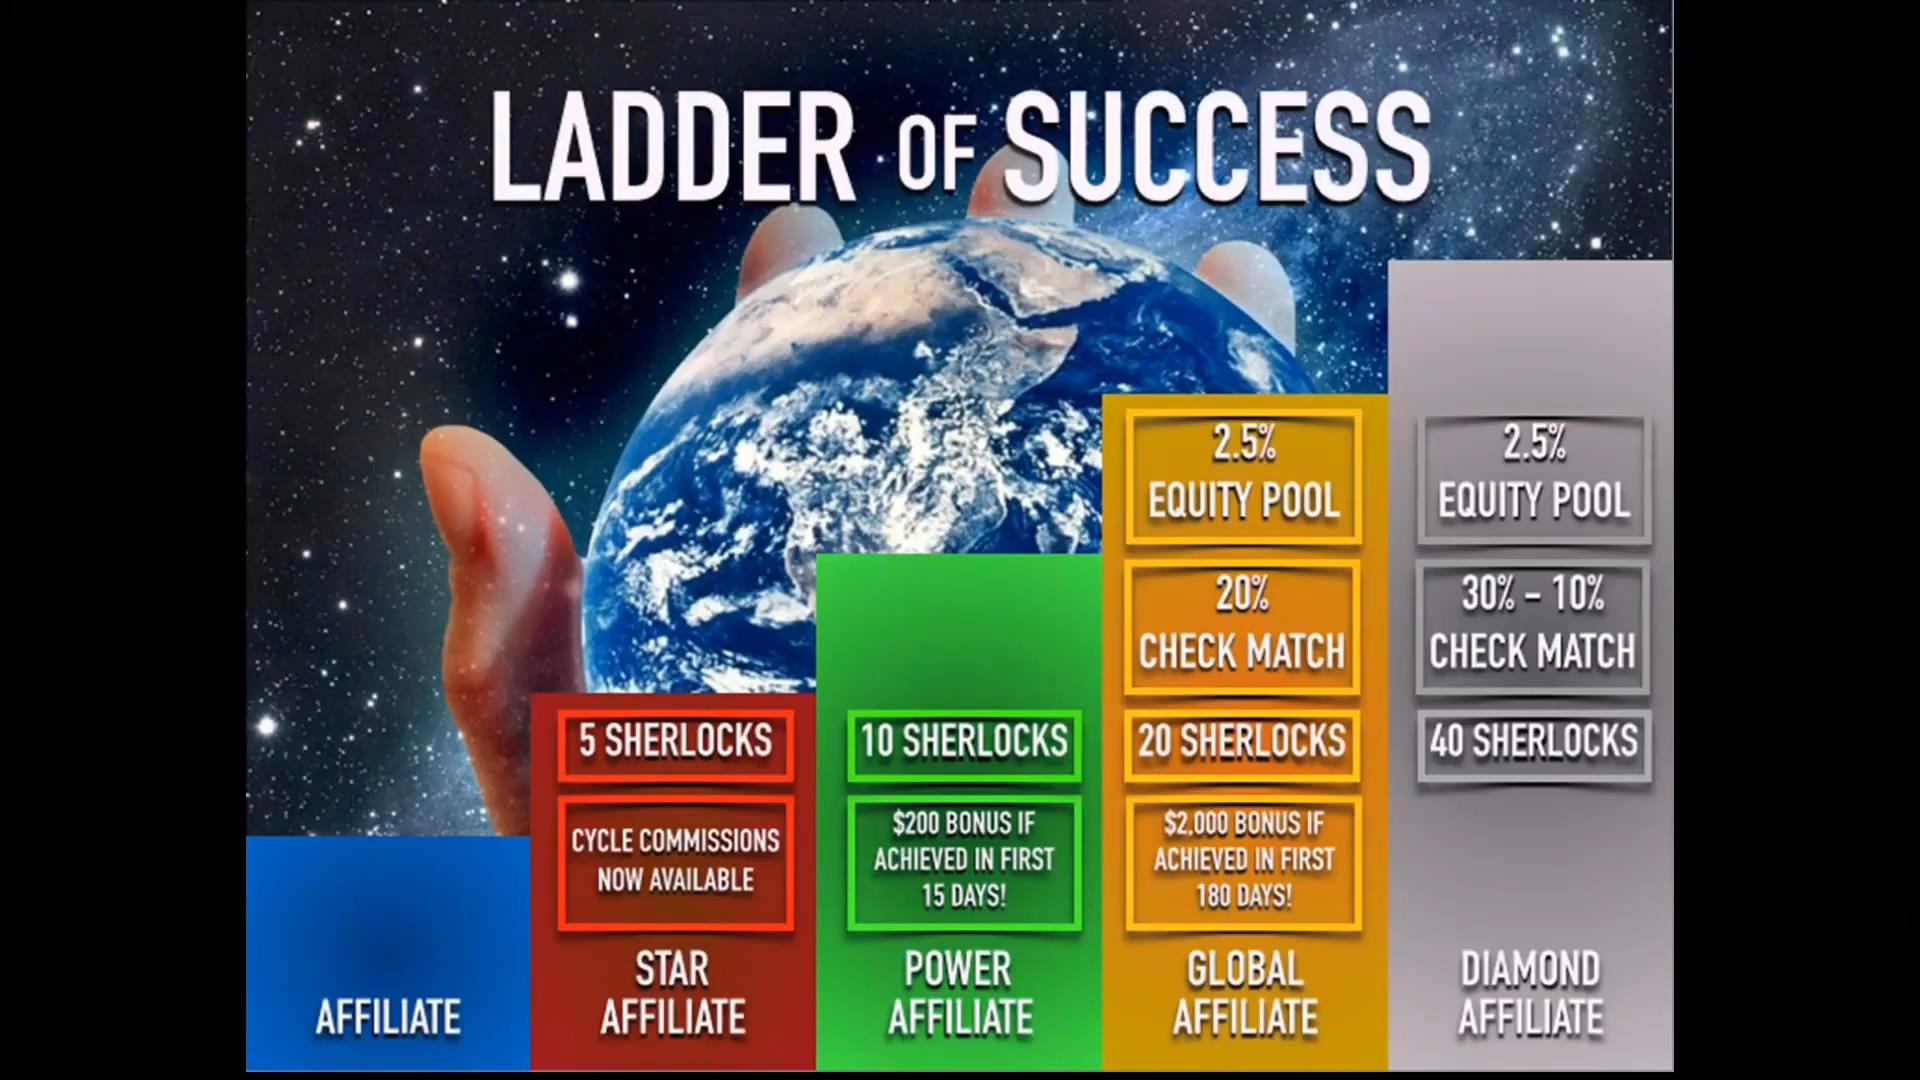 LADDER OF SUCCESS
2.5%
EQUITY POOL
2.5%
EQUITY POOL
20%
CHECK MATCH
30% – 10%
CHECK MATCH
5 SHERLOCKS
10 SHERLOCKS
20 SHERLOCKS
40 SHERLOCKS
CYCLE COMMISSIONS
NOW AVAILABLE
$200 BONUS IF
ACHIEVED IN FIRST
15 DAYS!
$2,000 BONUS IF
ACHIEVED IN FIRST
180 DAYS!
AFFILIATE
STAR
AFFILIATE
POWER
AFFILIATE
GLOBAL
AFFILIATE
DIAMOND
AFFILIATE